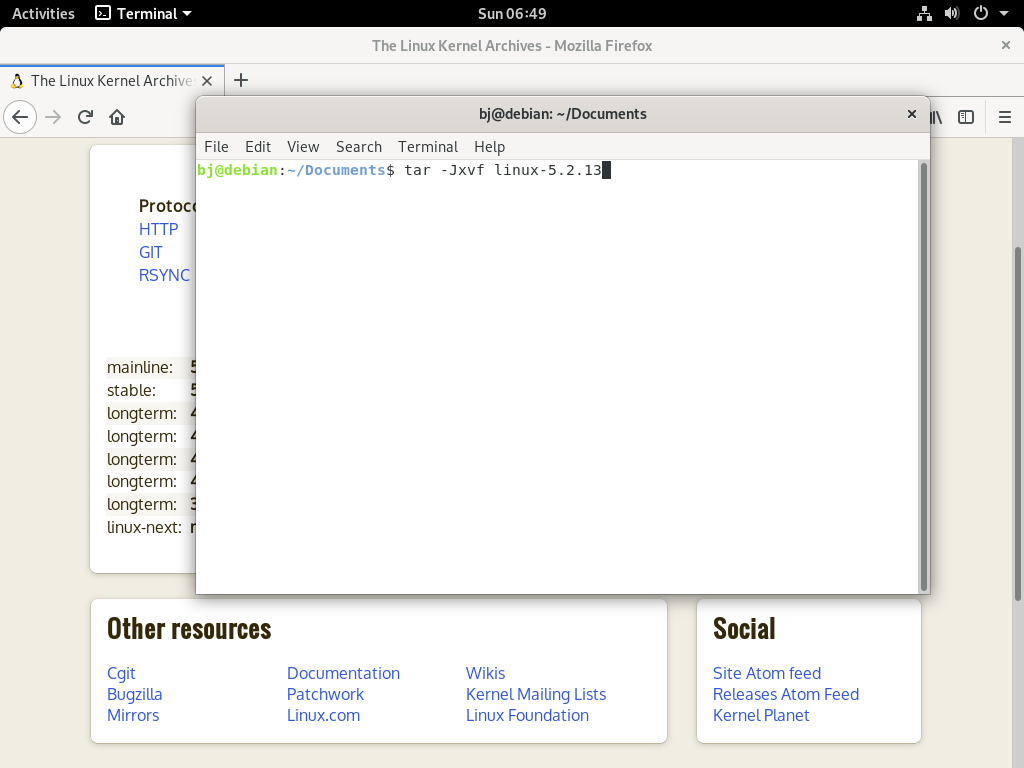 Activities Terminal Sun 06:49
The Linux Kernel Archives - Mozilla Firefox
The Linux Kernel Archives
bj@debian: ~/Documents
File Edit View Search Terminal Help
bj@debian:~/Documents$ tar -Jxvf linux-5.2.13
HTTP
GIT
RSYNC
mainline: 5
stable: 5
longterm: 4
longterm: 4
longterm: 4
longterm: 4
longterm: 3
linux-next:
Other resources
Cgit Documentation Wikis
Bugzilla Patchwork Kernel Mailing Lists
Mirrors Linux.com Linux Foundation
Social
Site Atom feed
Releases Atom Feed
Kernel Planet